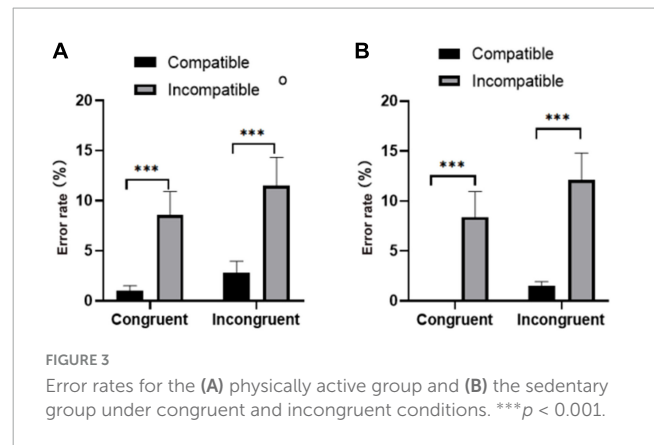 A
Compatible
Incompatible
o
20
15
10
5
0
Error rate (%)
***
***
Congruent
Incongruent
B
Compatible
Incompatible
20
15
10
5
0
Error rate (%)
***
***
Congruent
Incongruent
FIGURE 3
Error rates for the (A) physically active group and (B) the sedentary
group under congruent and incongruent conditions. ***p < 0.001.